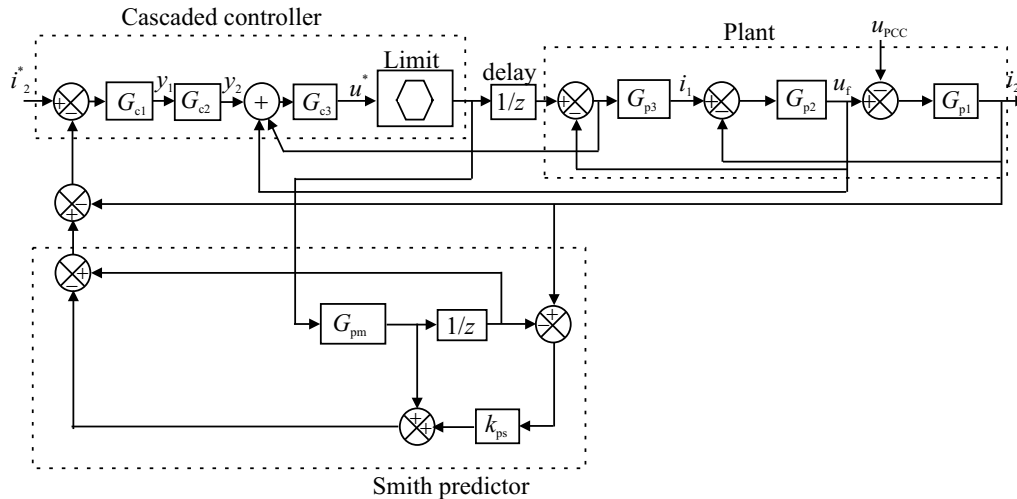 Cascaded controller
Plant
u_PCC
Limit
delay
i*_2
G_c1
y_1
G_c2
y_2
+
G_c3
u*
1/z
G_p3
i_1
G_p2
u_f
G_p1
i_2
G_pm
1/z
k_ps
Smith predictor